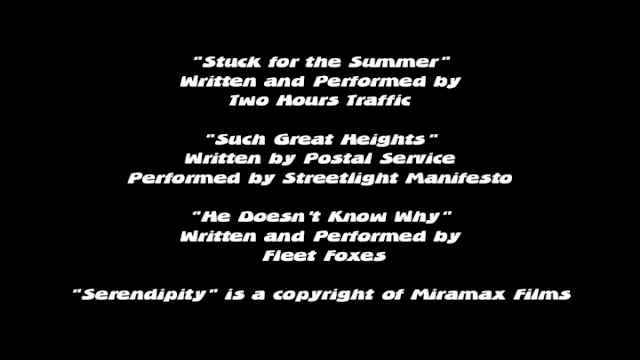 "Stuck for the Summer"
Written and Performed by
Two Hours Traffic
"Such Great Heights"
Written by Postal Service
Performed by Streetlight Manifesto
"He Doesn't Know Why"
Written and Performed by
Fleet Foxes
"Serendipity" is a copyright of Miramax Films